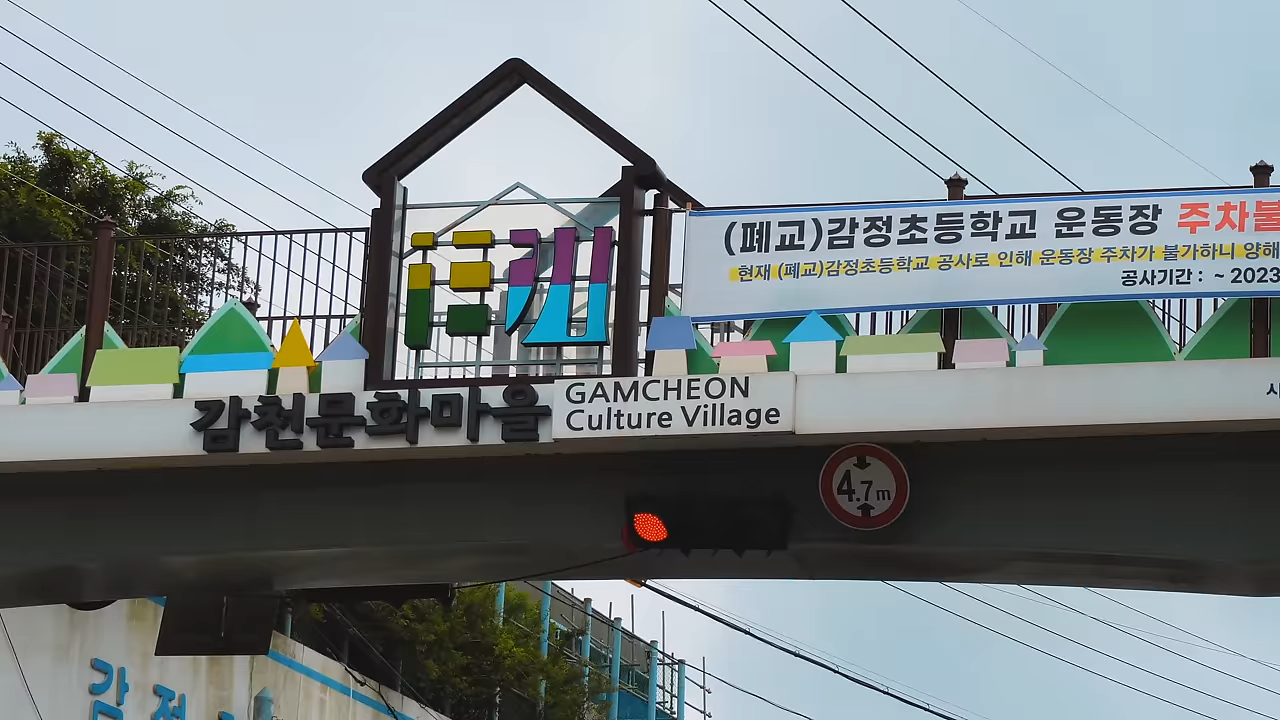 (폐교)감정초등학교 운동장 주차불
현재 (폐교)감정초등학교 공사로 인해 운동장 주차가 불가하니 양해
공사기간 : ~ 2023
감천문화마을
GAMCHEON
Culture Village
4.7m
감정